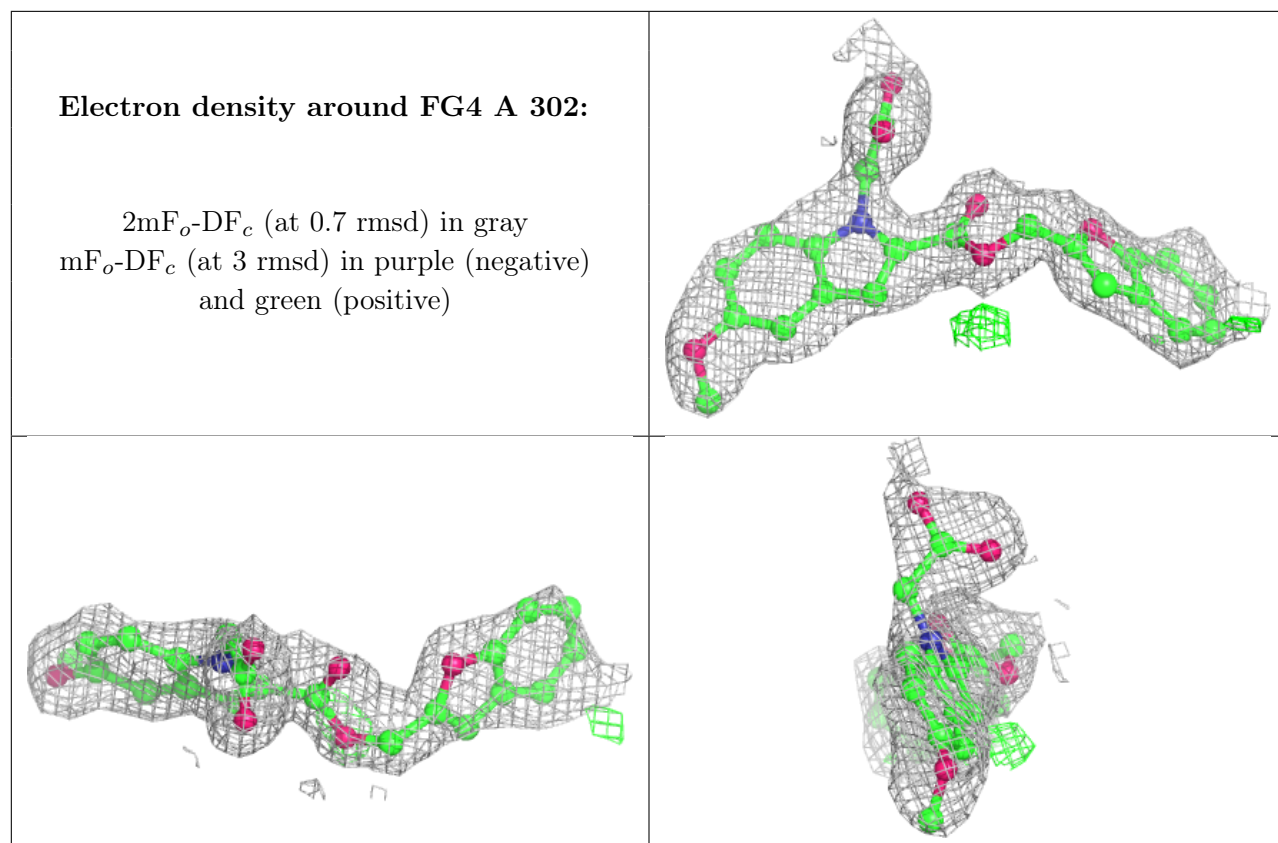 Electron density around FG4 A 302:
2mFo-DFc (at 0.7 rmsd) in gray
mFo-DFc (at 3 rmsd) in purple (negative)
and green (positive)